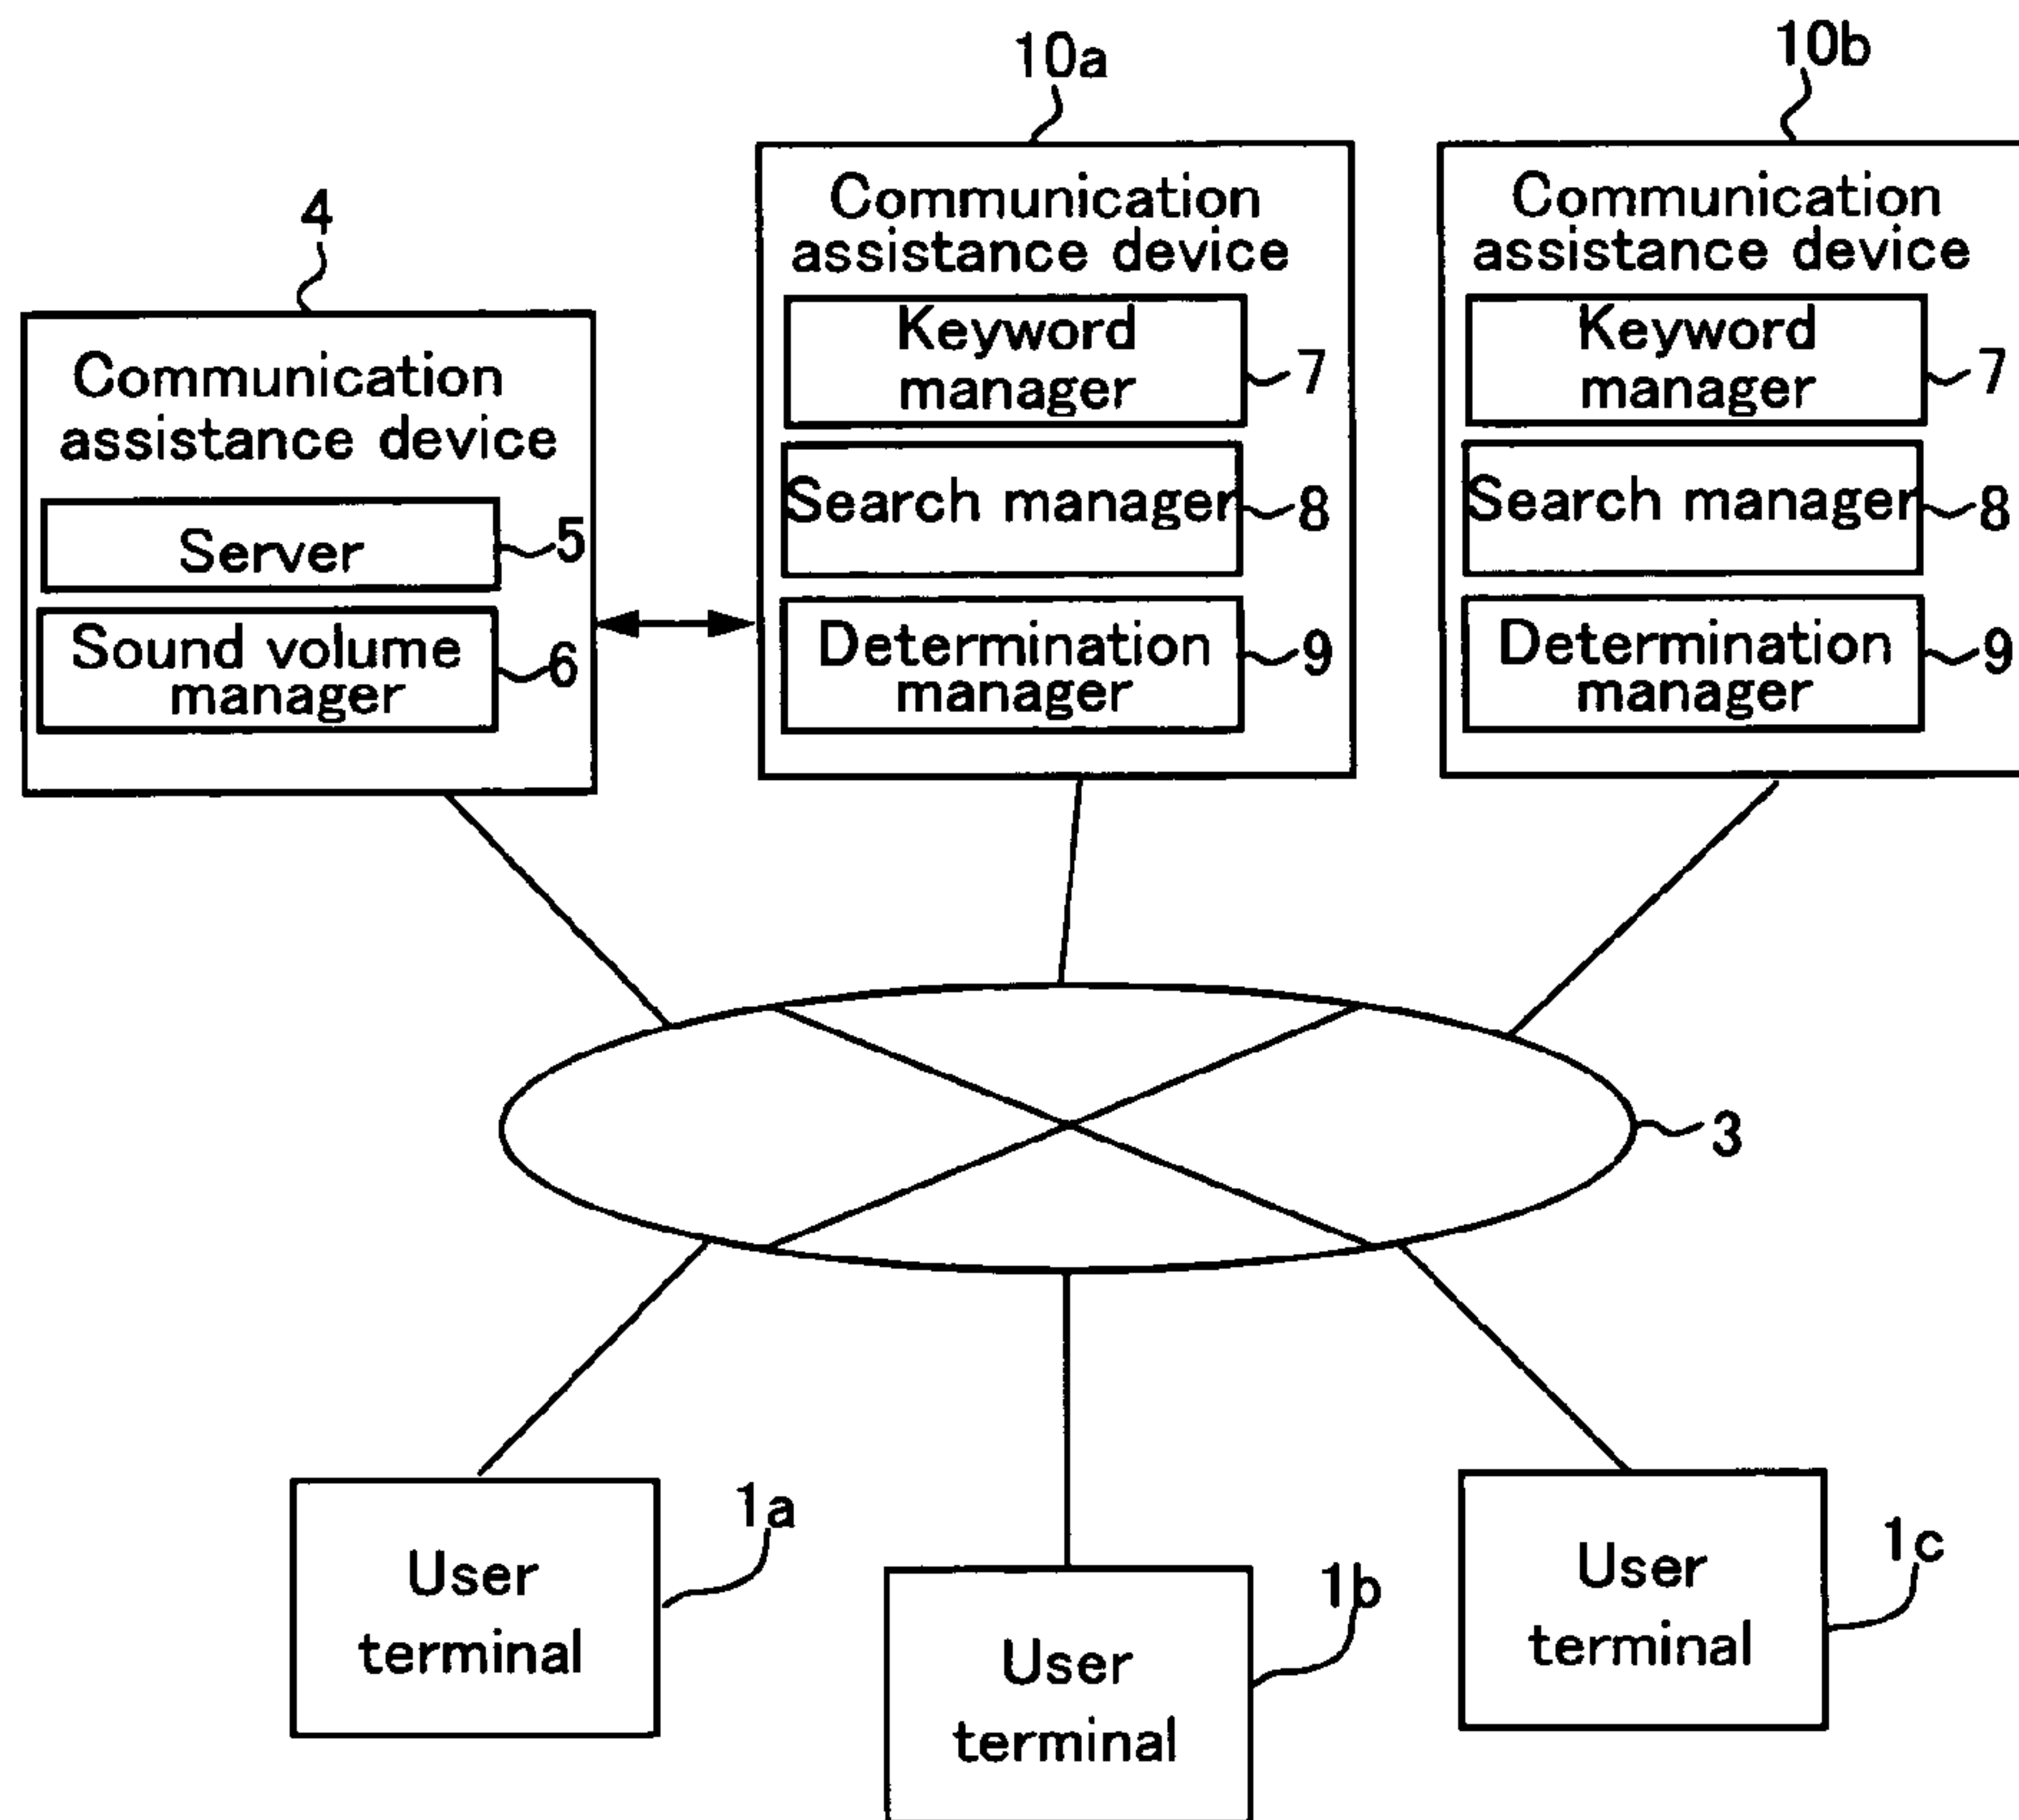 10a
10b
4
Communication
assistance device
Server
5
Sound volume
manager
6
Communication
assistance device
Keyword
manager
7
Search manager
8
Determination
manager
9
Communication
assistance device
Keyword
manager
7
Search manager
8
Determination
manager
9
3
User
terminal
1a
User
terminal
1b
User
terminal
1c